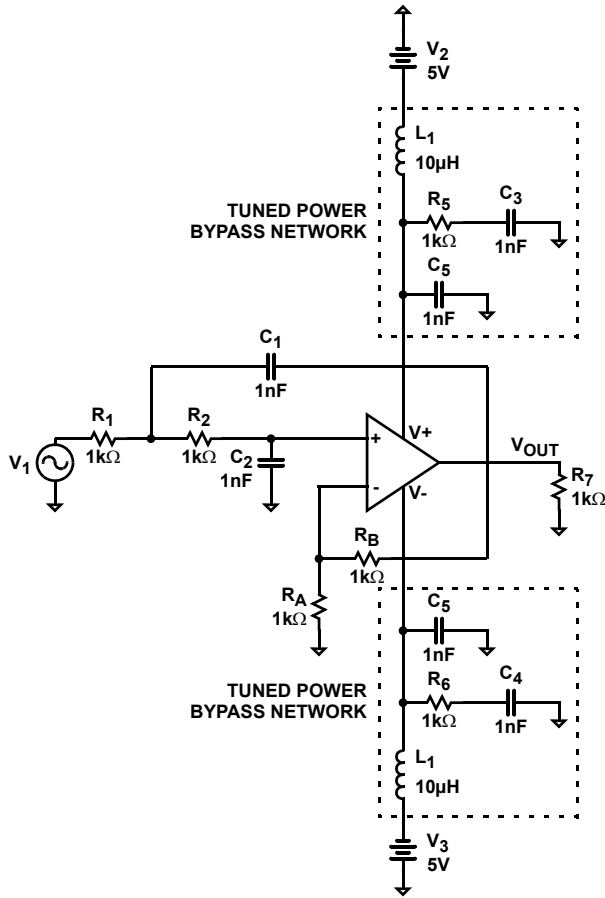 V2
5V
L1
10µH
TUNED POWER
BYPASS NETWORK
R5
1kΩ
C3
1nF
C5
1nF
C1
1nF
R1
1kΩ
R2
1kΩ
C2
1nF
V1
+
-
V+
V-
VOUT
R7
1kΩ
RB
1kΩ
RA
1kΩ
C5
1nF
TUNED POWER
BYPASS NETWORK
R6
1kΩ
C4
1nF
L1
10µH
V3
5V